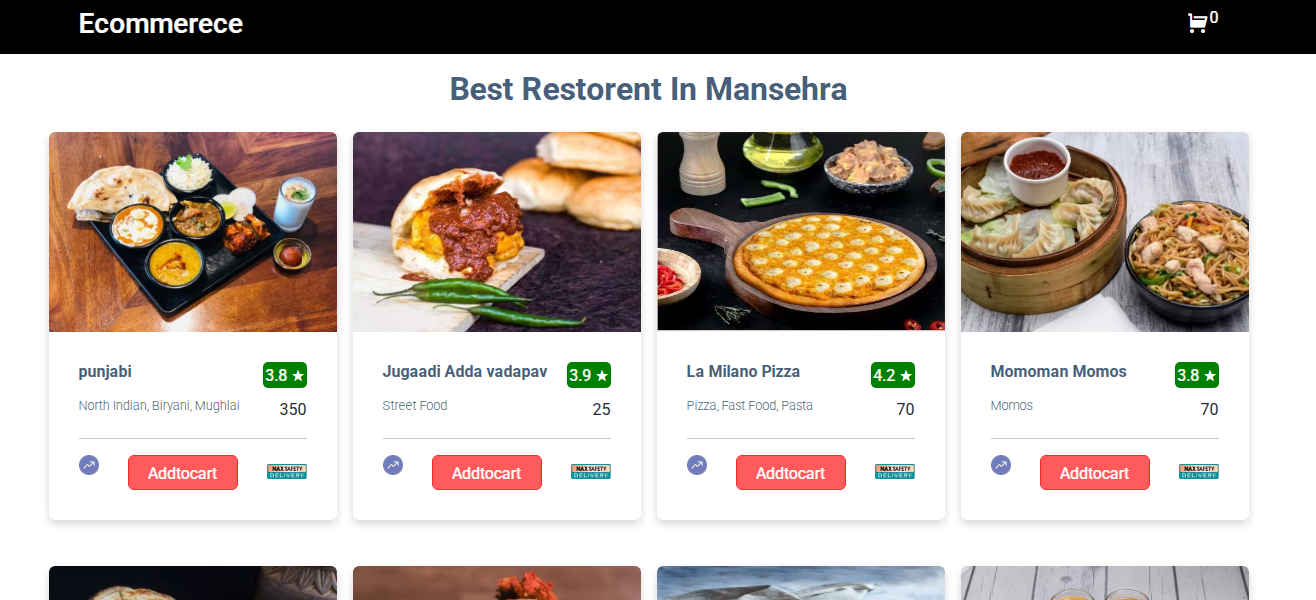 Ecommerece
0
Best Restorent In Mansehra
punjabi
3.8 ★
North Indian, Biryani, Mughlai
350
Addtocart
MAX SAFETY
DELIVERY
Jugaadi Adda vadapav
3.9 ★
Street Food
25
Addtocart
MAX SAFETY
DELIVERY
La Milano Pizza
4.2 ★
Pizza, Fast Food, Pasta
70
Addtocart
MAX SAFETY
DELIVERY
Momoman Momos
3.8 ★
Momos
70
Addtocart
MAX SAFETY
DELIVERY